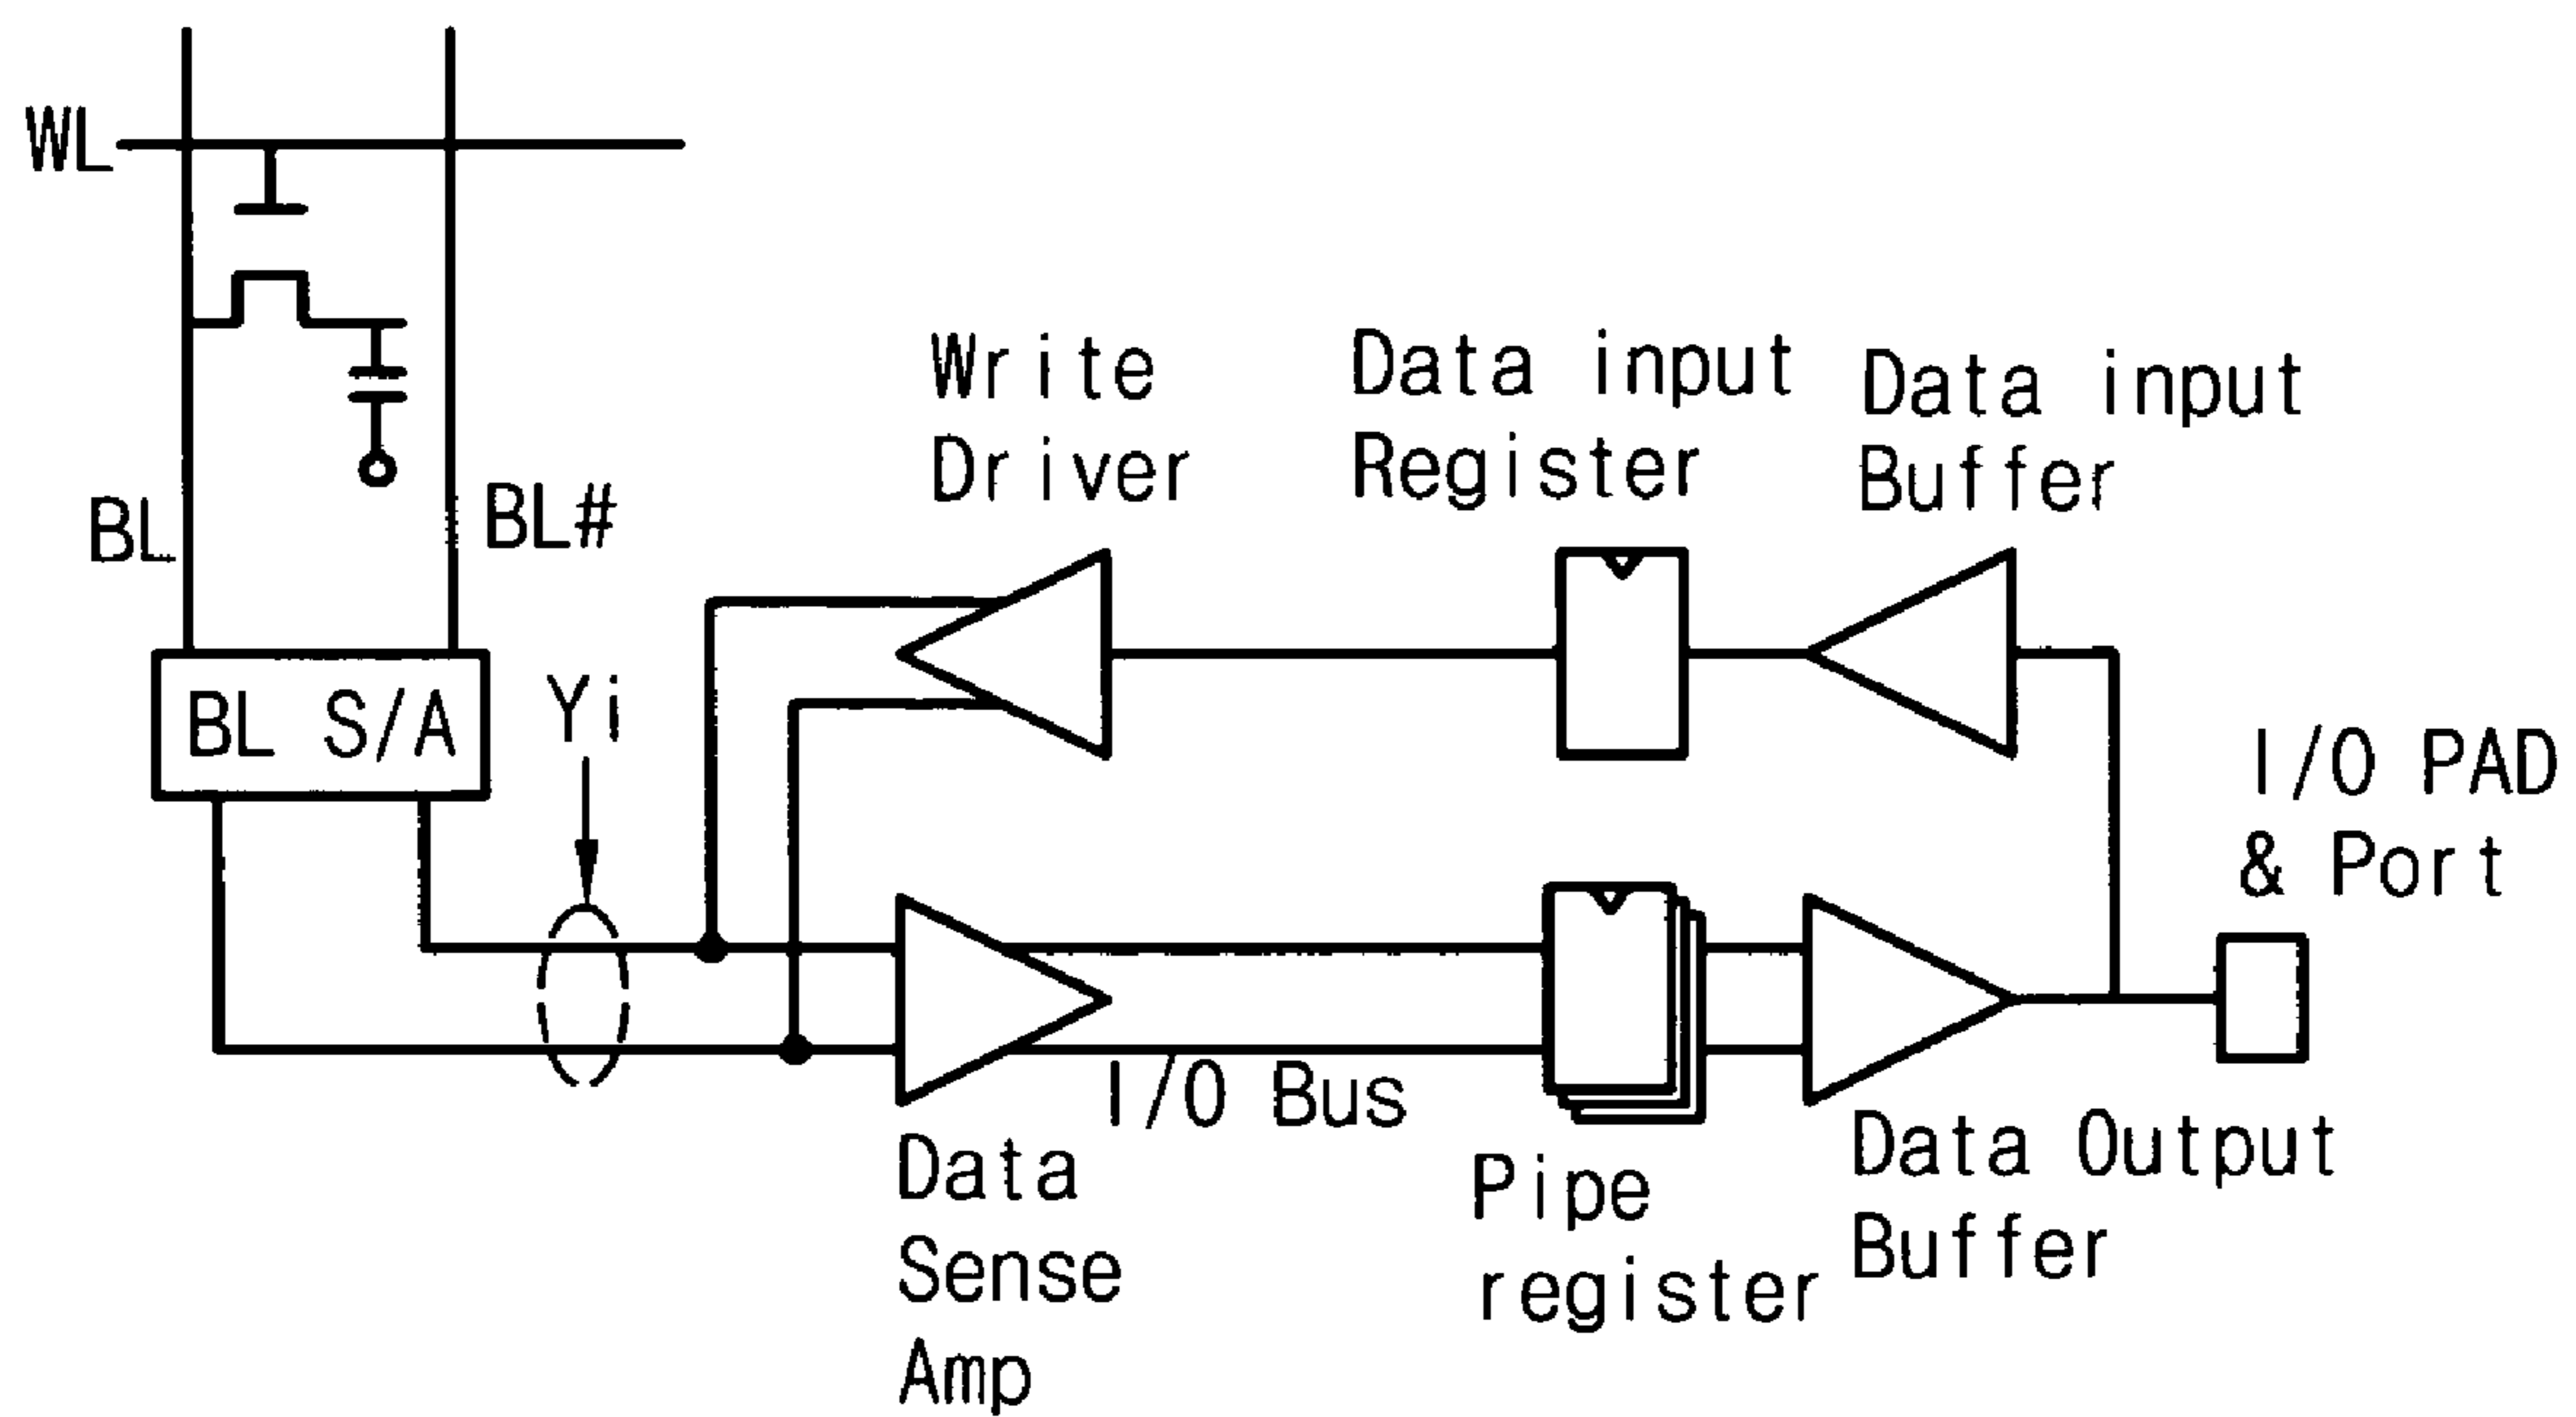 WL
BL
BL#
BL S/A
Yi
Write
Driver
Data input
Register
Data input
Buffer
I/O PAD
& Port
I/O Bus
Data
Sense
Amp
Pipe
register
Data Output
Buffer